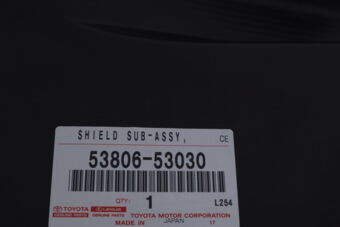 SHIELD SUB-ASSY, CE
53806-53030
QTY: 1 L254
TOYOTA LEXUS TOYOTA MOTOR CORPORATION
GENUINE PARTS GENUINE PARTS
MADE IN JAPAN 17